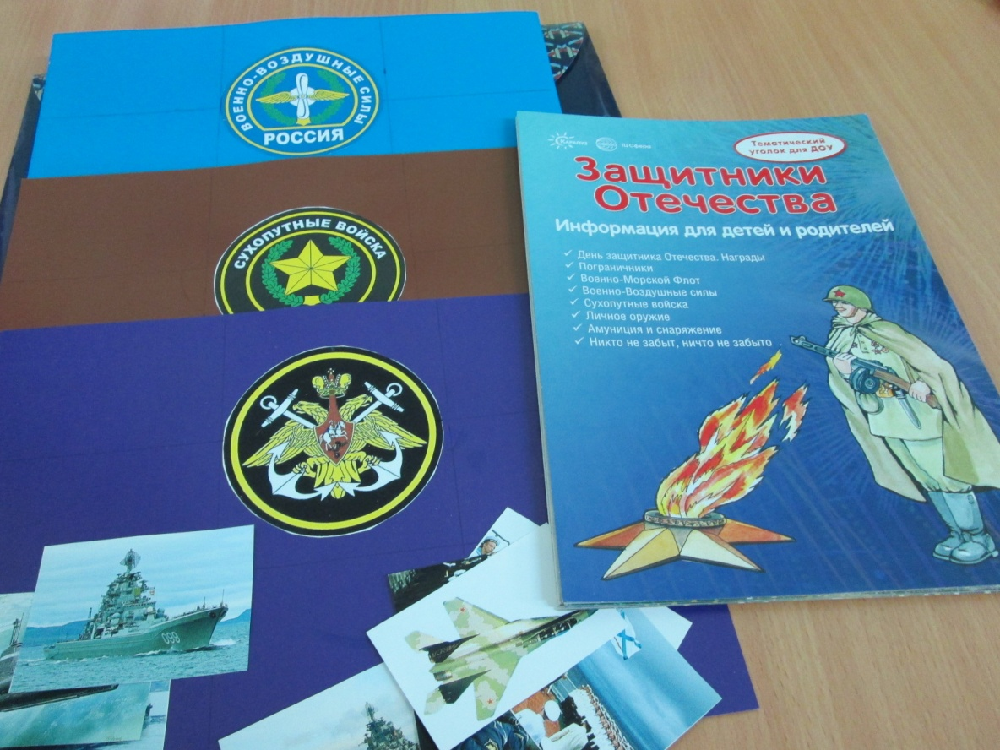 ВОЕННО-ВОЗДУШНЫЕ СИЛЫ
РОССИЯ
СУХОПУТНЫЕ ВОЙСКА
099
Карапуз
ТЦ Сфера
Тематический
уголок для ДОУ
Защитники
Отечества
Информация для детей и родителей
День защитника Отечества. Награды
Пограничники
Военно-Морской Флот
Военно-Воздушные силы
Сухопутные войска
Личное оружие
Амуниция и снаряжение
Никто не забыт, ничто не забыто